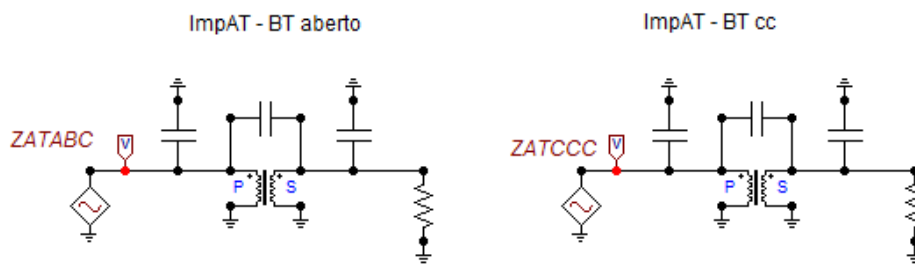 ImpAT - BT aberto
ImpAT - BT cc
ZATABC
V
P
S
ZATCCC
V
P
S